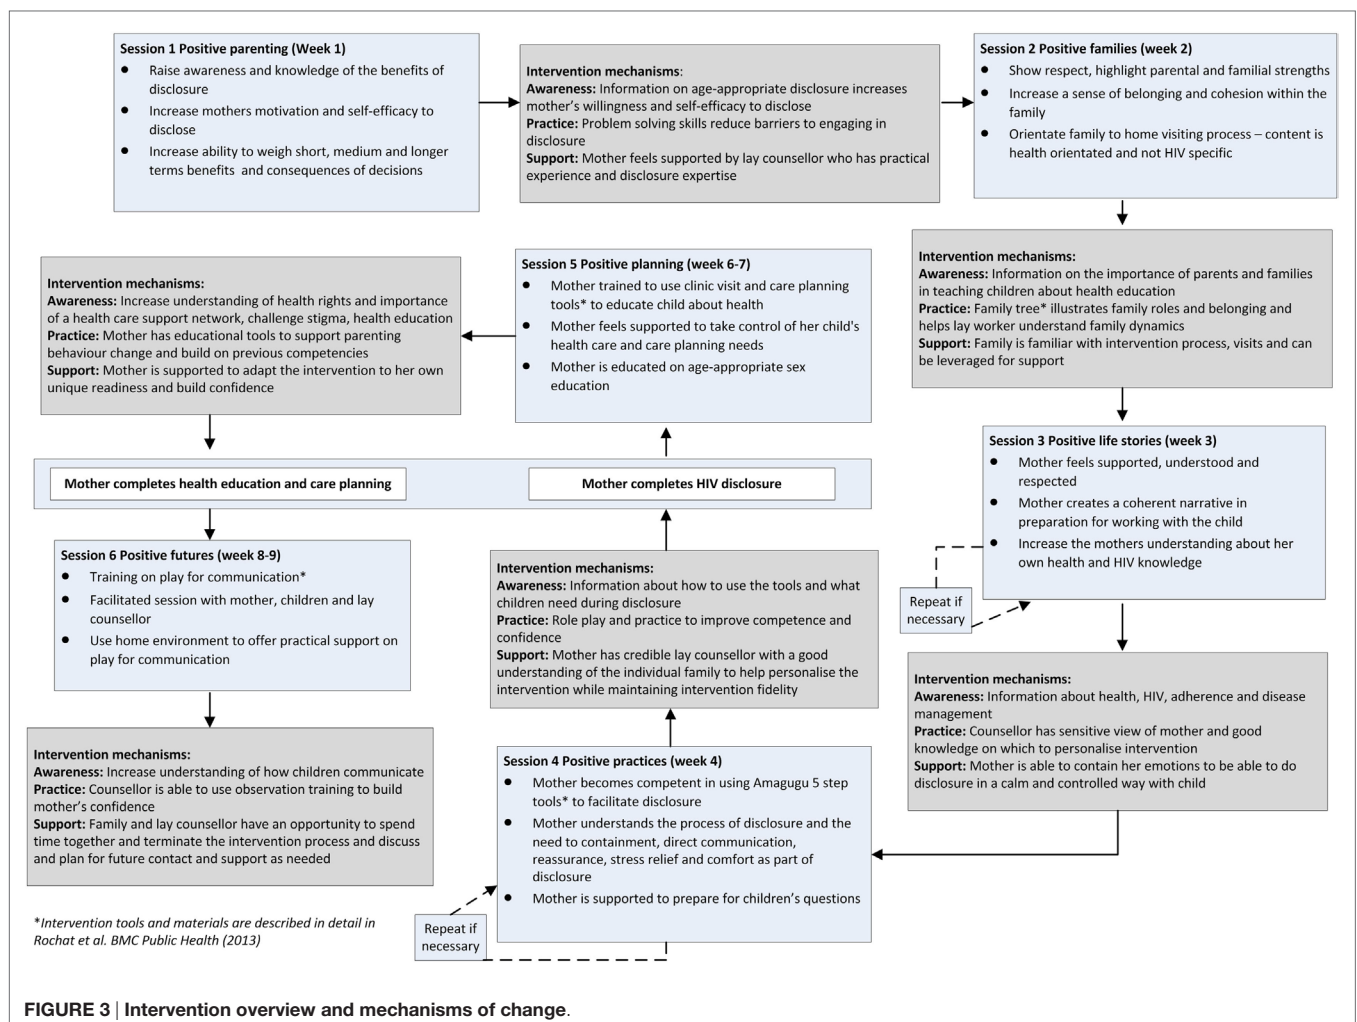 Session 1 Positive parenting (Week 1)
● Raise awareness and knowledge of the benefits of
disclosure
● Increase mothers motivation and self-efficacy to
disclose
● Increase ability to weigh short, medium and longer
terms benefits and consequences of decisions
Intervention mechanisms:
Awareness: Information on age-appropriate disclosure increases
mother's willingness and self-efficacy to disclose
Practice: Problem solving skills reduce barriers to engaging in
disclosure
Support: Mother feels supported by lay counsellor who has practical
experience and disclosure expertise
Session 2 Positive families (week 2)
● Show respect, highlight parental and familial strengths
● Increase a sense of belonging and cohesion within the
family
● Orientate family to home visiting process – content is
health orientated and not HIV specific
Intervention mechanisms:
Awareness: Information on the importance of parents and families
in teaching children about health education
Practice: Family tree* illustrates family roles and belonging and
helps lay worker understand family dynamics
Support: Family is familiar with intervention process, visits and can
be leveraged for support
Session 3 Positive life stories (week 3)
● Mother feels supported, understood and
respected
● Mother creates a coherent narrative in
preparation for working with the child
● Increase the mothers understanding about her
own health and HIV knowledge
Repeat if
necessary
Intervention mechanisms:
Awareness: Information about health, HIV, adherence and disease
management
Practice: Counsellor has sensitive view of mother and good
knowledge on which to personalise intervention
Support: Mother is able to contain her emotions to be able to do
disclosure in a calm and controlled way with child
Session 4 Positive practices (week 4)
● Mother becomes competent in using Amagugu 5 step
tools* to facilitate disclosure
● Mother understands the process of disclosure and the
need to containment, direct communication,
reassurance, stress relief and comfort as part of
disclosure
● Mother is supported to prepare for children's questions
Repeat if
necessary
Intervention mechanisms:
Awareness: Information about how to use the tools and what
children need during disclosure
Practice: Role play and practice to improve competence and
confidence
Support: Mother has credible lay counsellor with a good
understanding of the individual family to help personalise the
intervention while maintaining intervention fidelity
Mother completes HIV disclosure
Session 5 Positive planning (week 6-7)
● Mother trained to use clinic visit and care planning
tools* to educate child about health
● Mother feels supported to take control of her child's
health care and care planning needs
● Mother is educated on age-appropriate sex
education
Intervention mechanisms:
Awareness: Increase understanding of health rights and importance
of a health care support network, challenge stigma, health education
Practice: Mother has educational tools to support parenting
behaviour change and build on previous competencies
Support: Mother is supported to adapt the intervention to her own
unique readiness and build confidence
Mother completes health education and care planning
Session 6 Positive futures (week 8-9)
● Training on play for communication*
● Facilitated session with mother, children and lay
counsellor
● Use home environment to offer practical support on
play for communication
Intervention mechanisms:
Awareness: Increase understanding of how children communicate
Practice: Counsellor is able to use observation training to build
mother's confidence
Support: Family and lay counsellor have an opportunity to spend
time together and terminate the intervention process and discuss
and plan for future contact and support as needed
*Intervention tools and materials are described in detail in
Rochat et al. BMC Public Health (2013)
FIGURE 3 | Intervention overview and mechanisms of change.